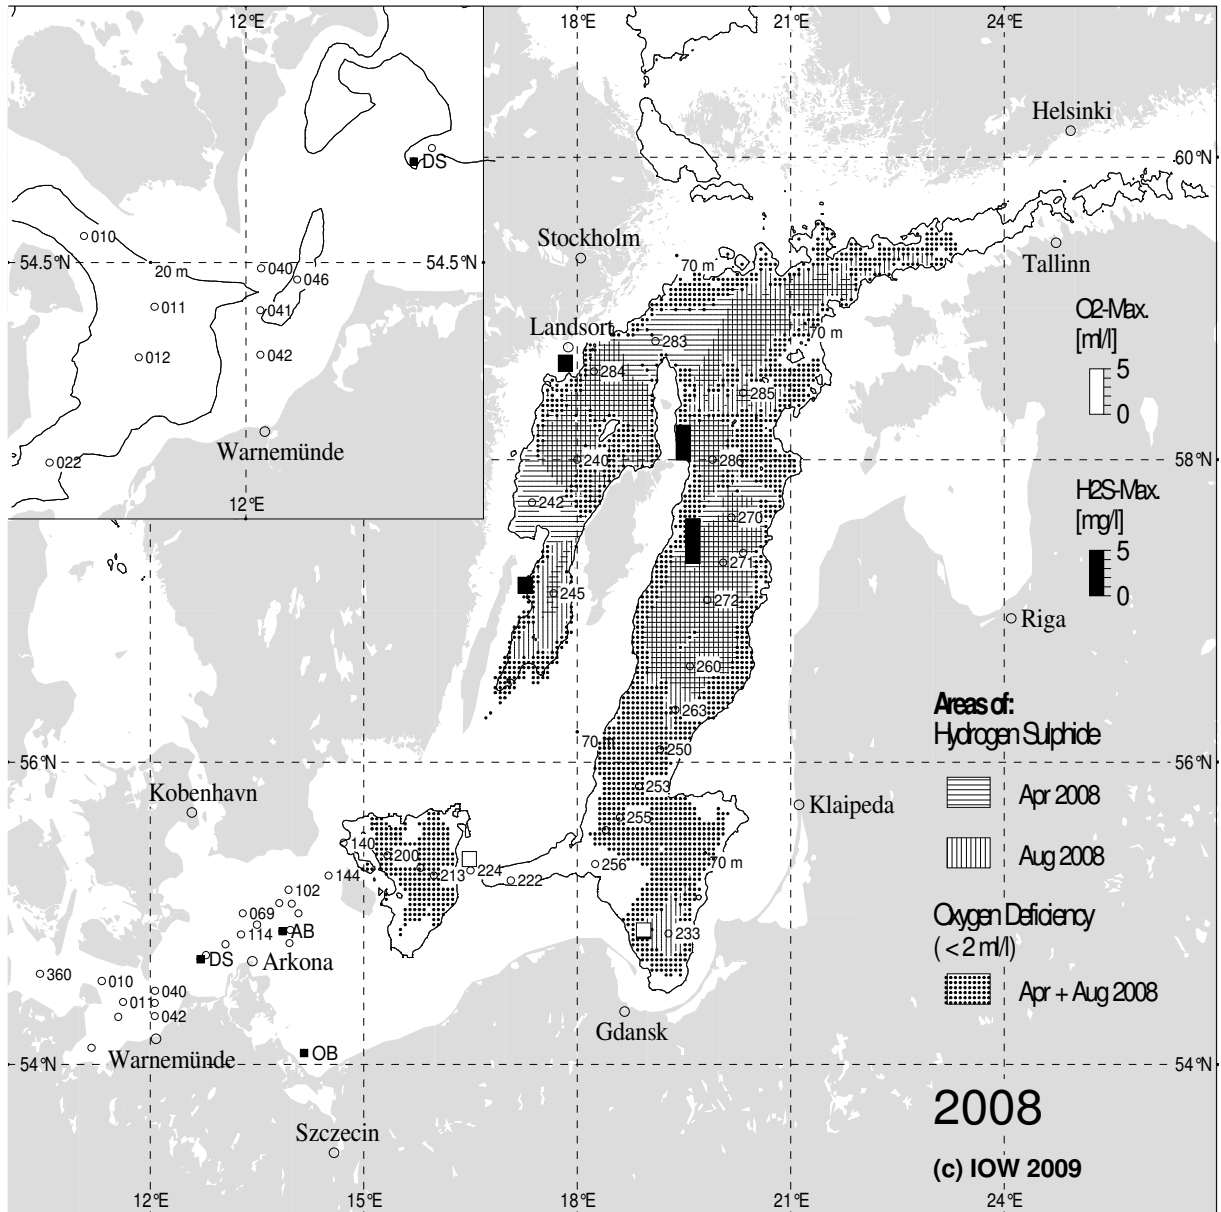 12°E
18°E
21°E
24°E
Helsinki
DS
60°N
010
Stockholm
Tallinn
54.5°N
20 m
040
046
54.5°N
70 m
011
041
O2-Max.
[ml/l]
Landsort
283
70 m
012
042
284
5
0
285
Warnemünde
022
240
286
58°N
12°E
242
270
H2S-Max.
[mg/l]
5
0
271
245
272
Riga
260
263
Areas of:
Hydrogen Sulphide
70 m
250
56°N
56°N
Kobenhavn
253
Apr 2008
Klaipeda
255
140
200
70 m
Aug 2008
144
213
224
256
222
102
069
114
AB
233
Oxygen Deficiency
( < 2 ml/l)
DS
Arkona
360
010
040
011
042
Apr + Aug 2008
Gdansk
Warnemünde
OB
54°N
54°N
2008
Szczecin
(c) IOW 2009
12°E
15°E
18°E
21°E
24°E